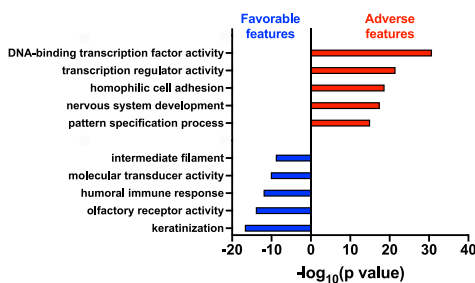 Favorable Adverse
features features
DNA-binding transcription factor activity
transcription regulator activity
homophilic cell adhesion
nervous system development
pattern specification process
intermediate filament
molecular transducer activity
humoral immune response
olfactory receptor activity
keratinization
-20 -10 0 10 20 30 40
-log10(p value)